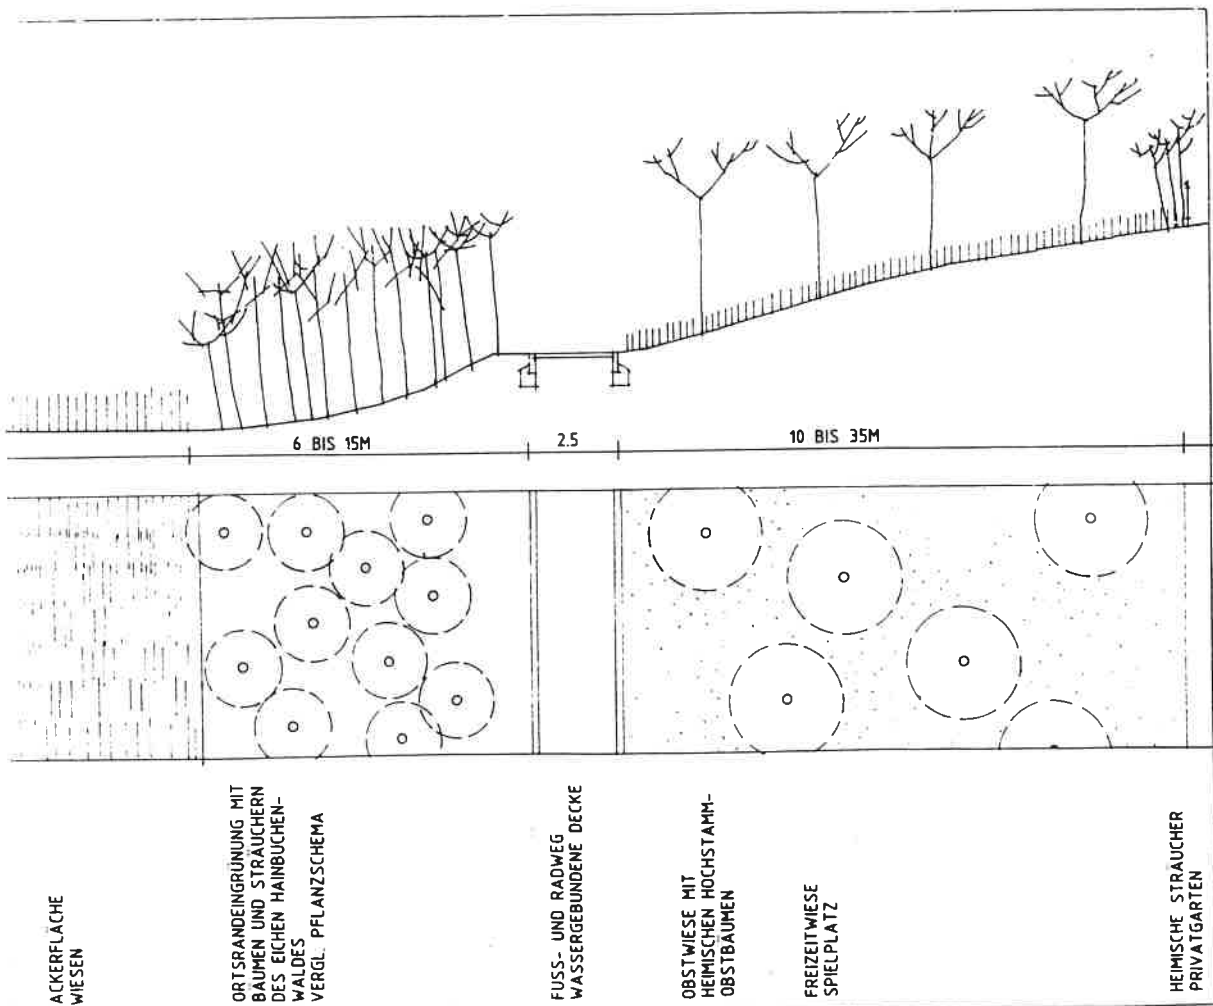 6 BIS 15M
2.5
10 BIS 35M
ACKERFLÄCHE
WIESEN
ORTSRANDEINGRÜNUNG MIT
BÄUMEN UND STRÄUCHERN
DES EICHEN HAINBUCHEN-
WALDES
VERGL. PFLANZSCHEMA
FUSS- UND RADWEG
WASSERGEBUNDENE DECKE
OBSTWIESE MIT
HEIMISCHEN HOCHSTAMM-
OBSTBÄUMEN
FREIZEITWIESE
SPIELPLATZ
HEIMISCHE STRÄUCHER
PRIVATGARTEN